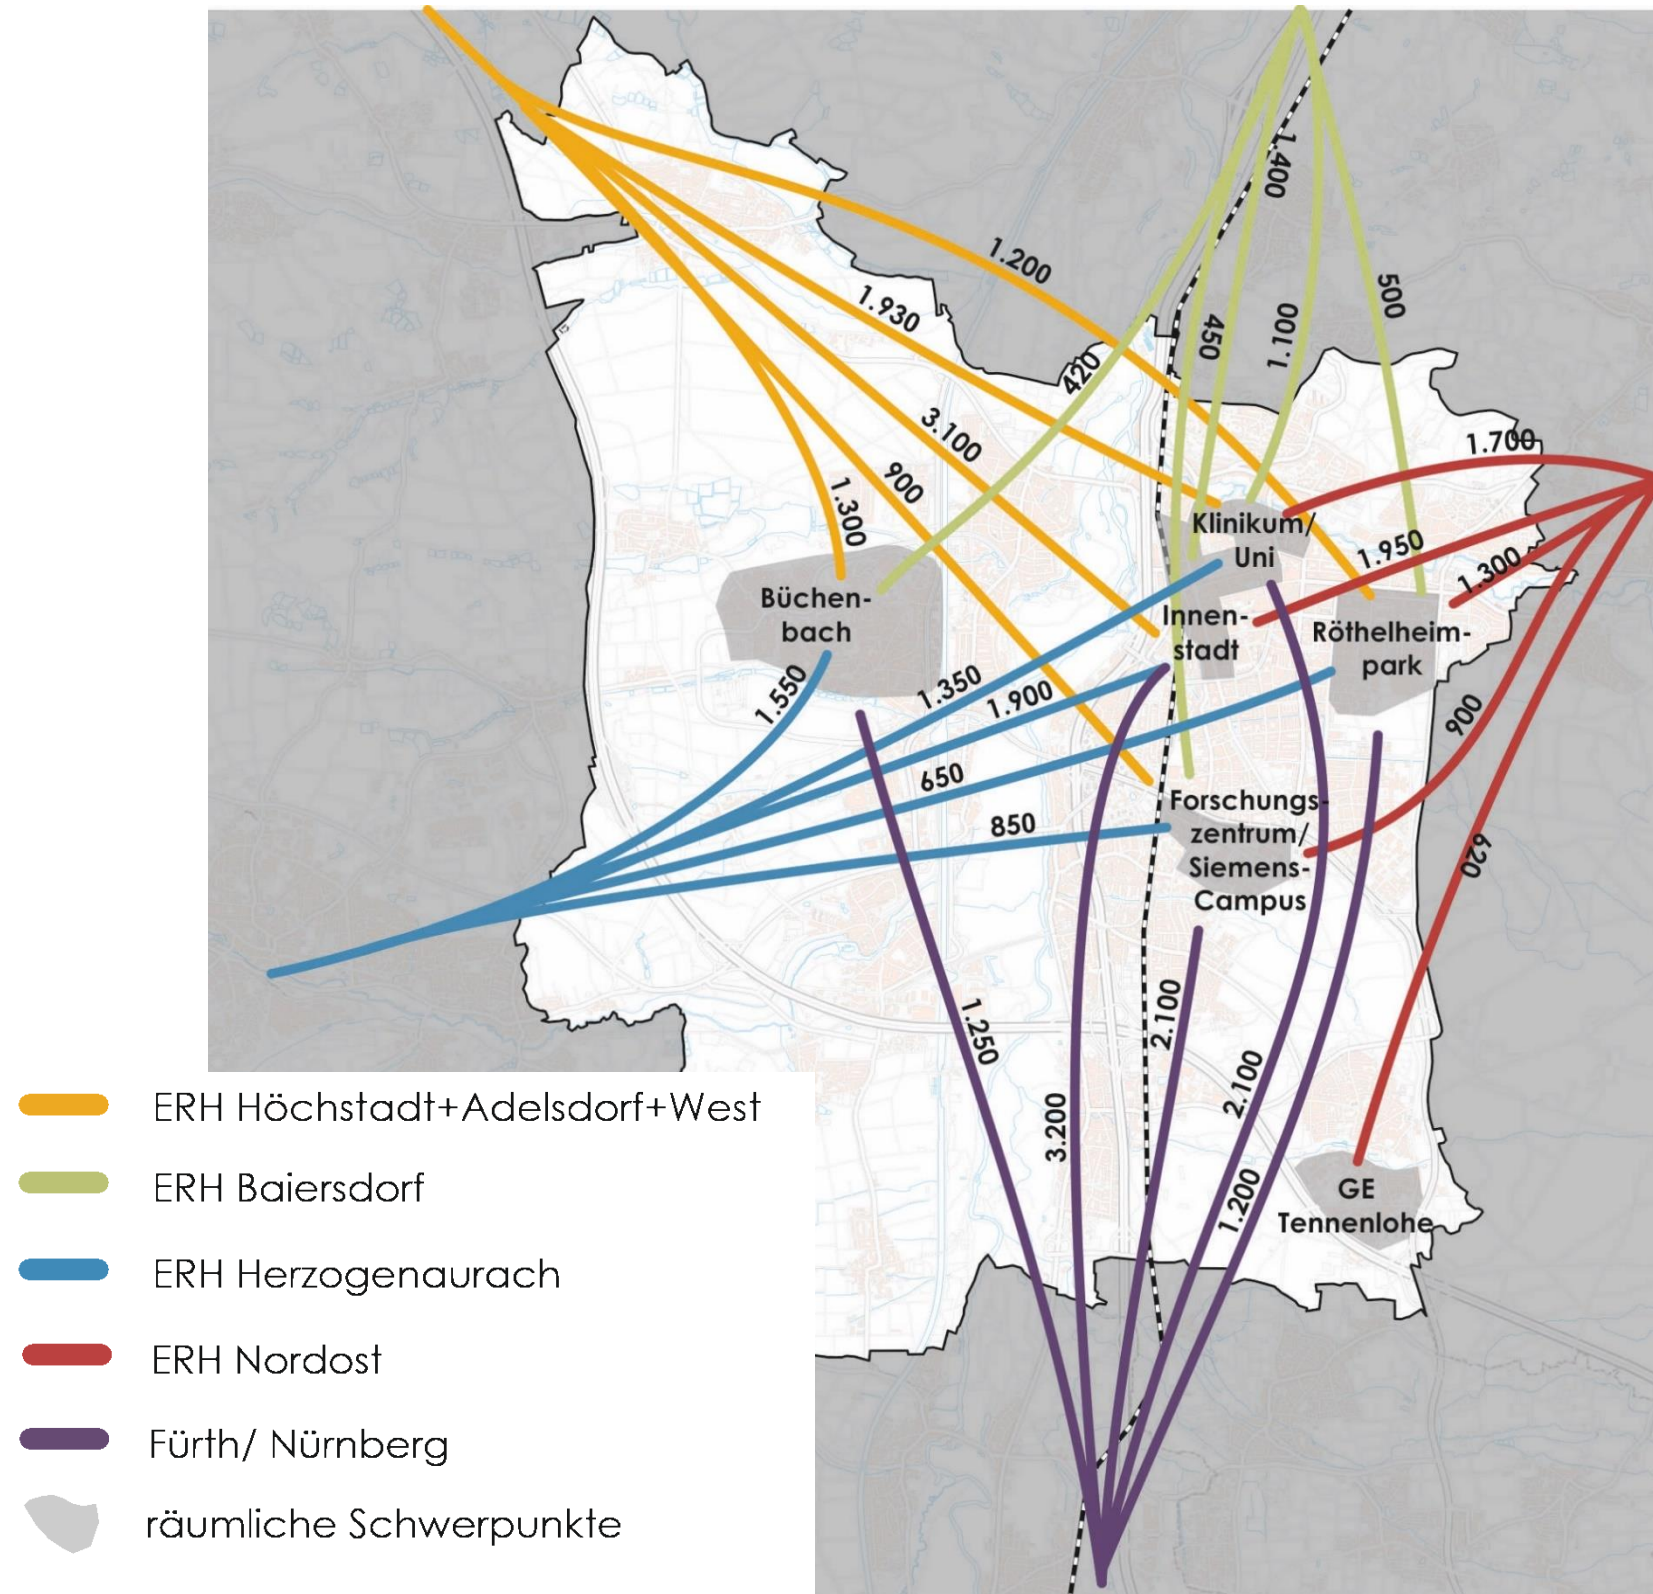 1.400
1.200
1.930
500
450
1.100
420
3.100
1.700
900
1.300
Klinikum/
Uni
1.950
1.300
Büchen-
bach
Innen-
stadt
Röthelheim-
park
1.550
1.350
1.900
900
650
Forschungs-
zentrum/
Siemens-
Campus
850
620
1.250
2.100
2.100
3.200
1.200
GE
Tennenlohe
ERH Höchstadt+Adelsdorf+West
ERH Baiersdorf
ERH Herzogenaurach
ERH Nordost
Fürth/ Nürnberg
räumliche Schwerpunkte